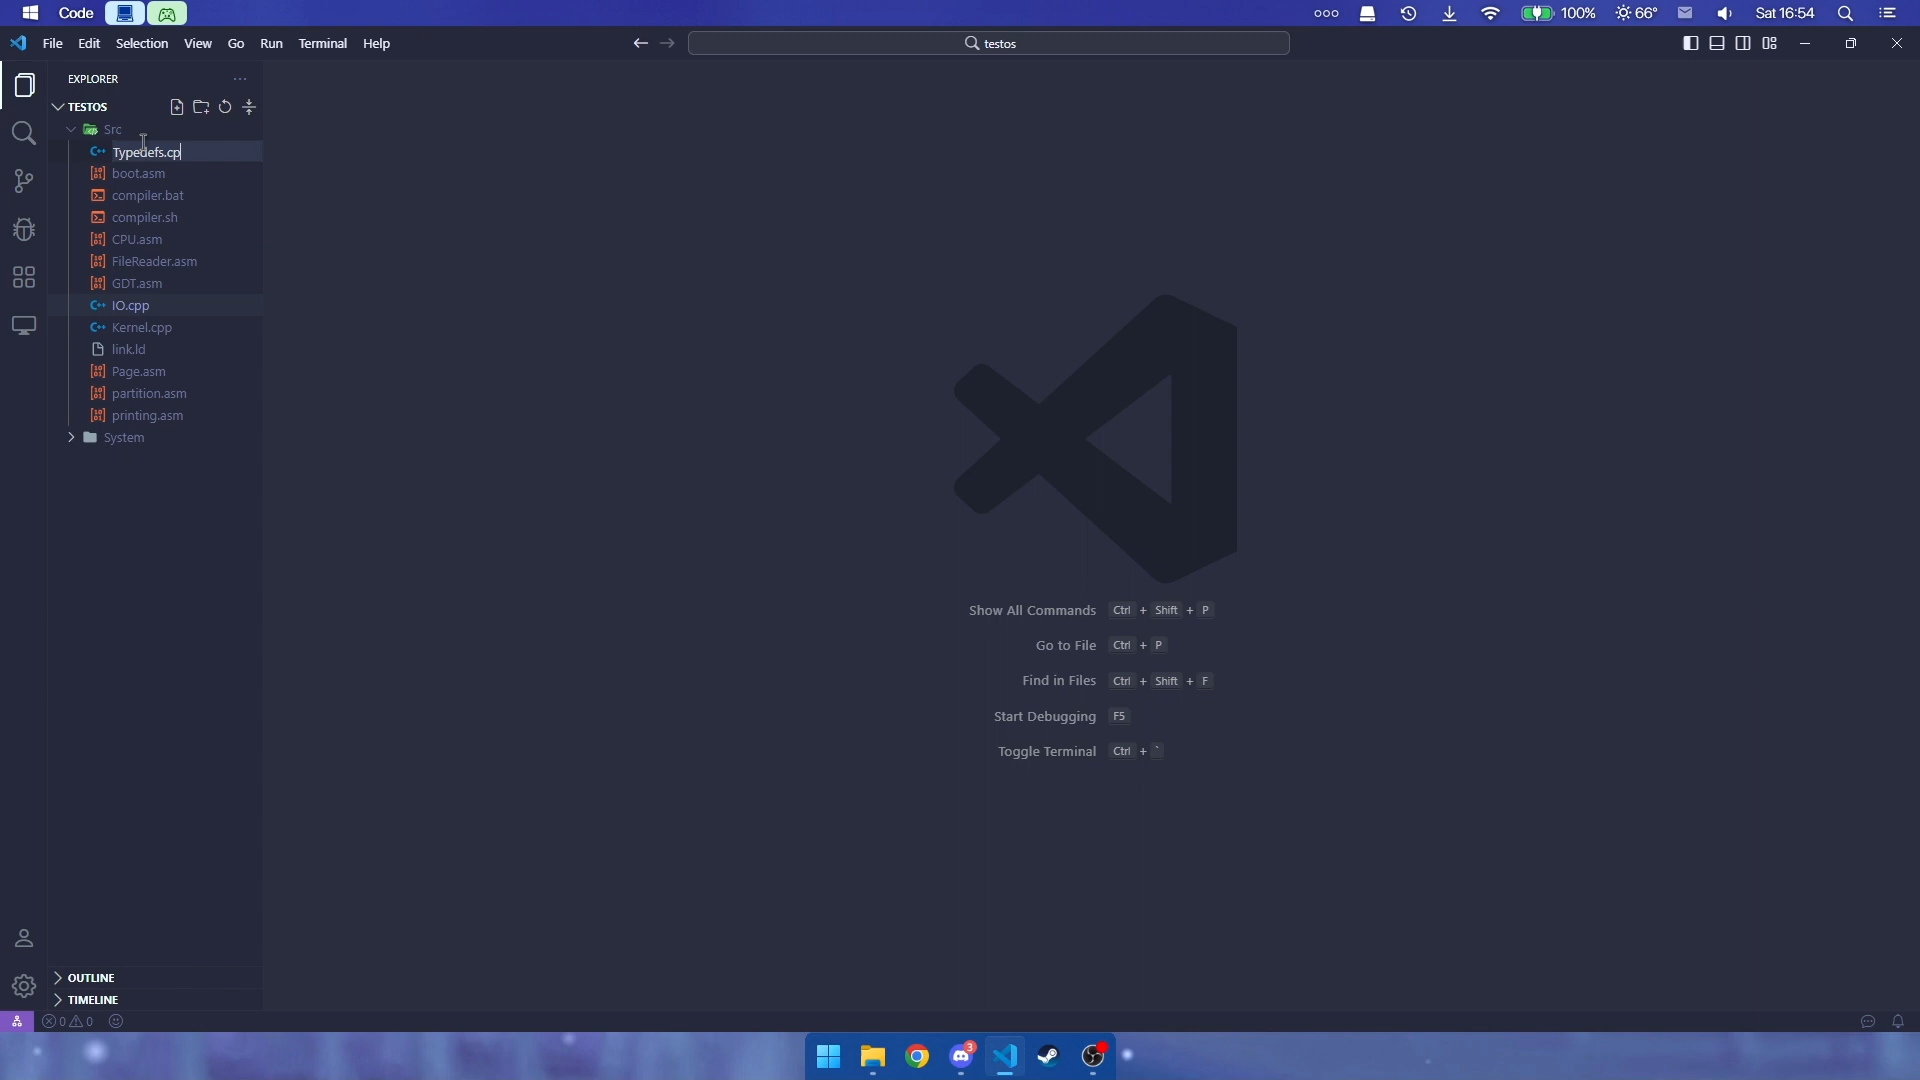 Code
100%
66°
Sat 16:54
File Edit Selection View Go Run Terminal Help
testos
EXPLORER
TESTOS
Src
Typedefs.cp
boot.asm
compiler.bat
compiler.sh
CPU.asm
FileReader.asm
GDT.asm
IO.cpp
Kernel.cpp
link.ld
Page.asm
partition.asm
printing.asm
System
Show All Commands Ctrl + Shift + P
Go to File Ctrl + P
Find in Files Ctrl + Shift + F
Start Debugging F5
Toggle Terminal Ctrl + `
OUTLINE
TIMELINE
0 0
3